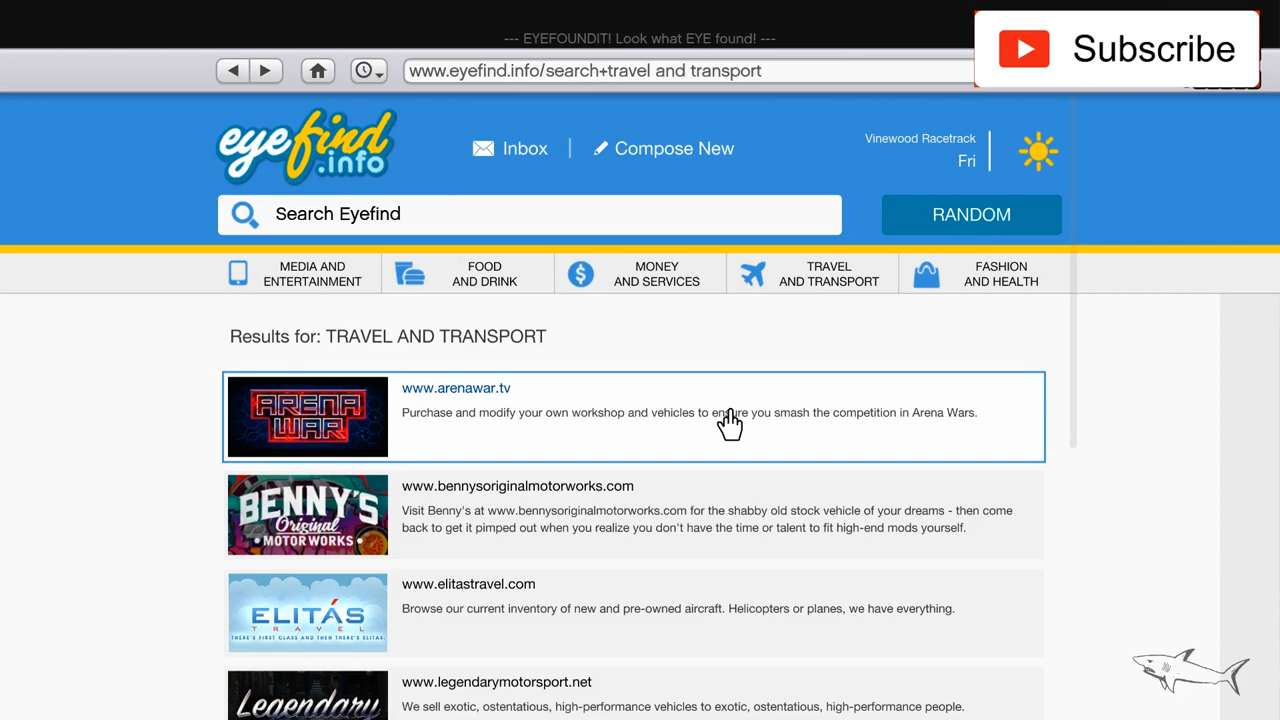 --- EYEFOUNDIT! Look what EYE found! ---
Subscribe
www.eyefind.info/search+travel and transport
eyefind
.info
Inbox
Compose New
Vinewood Racetrack
Fri
Search Eyefind
RANDOM
MEDIA AND
ENTERTAINMENT
FOOD
AND DRINK
MONEY
AND SERVICES
TRAVEL
AND TRANSPORT
FASHION
AND HEALTH
Results for: TRAVEL AND TRANSPORT
ARENA
WAR
www.arenawar.tv
Purchase and modify your own workshop and vehicles to ensure you smash the competition in Arena Wars.
BENNY'S
Original
MOTOR WORKS
www.bennysoriginalmotorworks.com
Visit Benny's at www.bennysoriginalmotorworks.com for the shabby old stock vehicle of your dreams - then come
back to get it pimped out when you realize you don't have the time or talent to fit high-end mods yourself.
ELITÁS
TRAVEL
THERE'S FIRST CLASS AND THEN THERE'S ELITAS.
www.elitastravel.com
Browse our current inventory of new and pre-owned aircraft. Helicopters or planes, we have everything.
Legendary
www.legendarymotorsport.net
We sell exotic, ostentatious, high-performance vehicles to exotic, ostentatious, high-performance people.